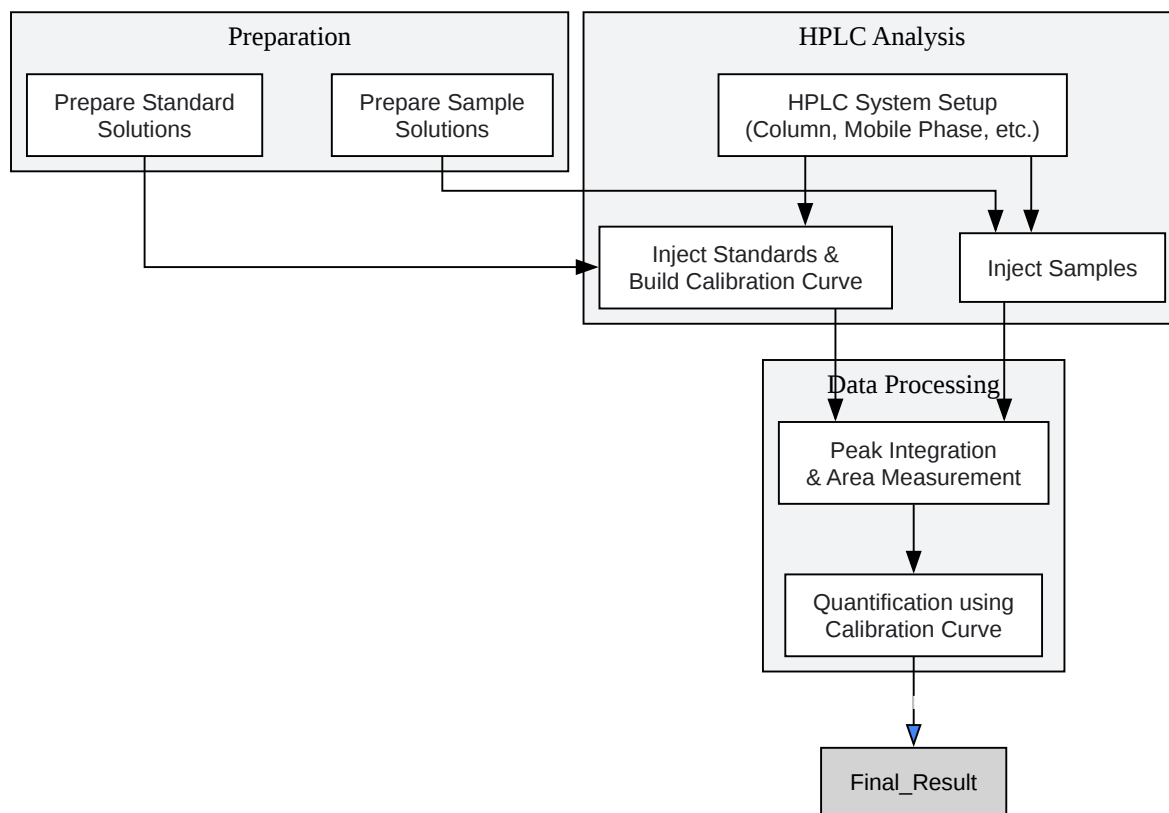 Preparation
Prepare Standard
Solutions
Prepare Sample
Solutions
HPLC Analysis
HPLC System Setup
(Column, Mobile Phase, etc.)
Inject Standards &
Build Calibration Curve
Inject Samples
Data Processing
Peak Integration
& Area Measurement
Quantification using
Calibration Curve
Final_Result